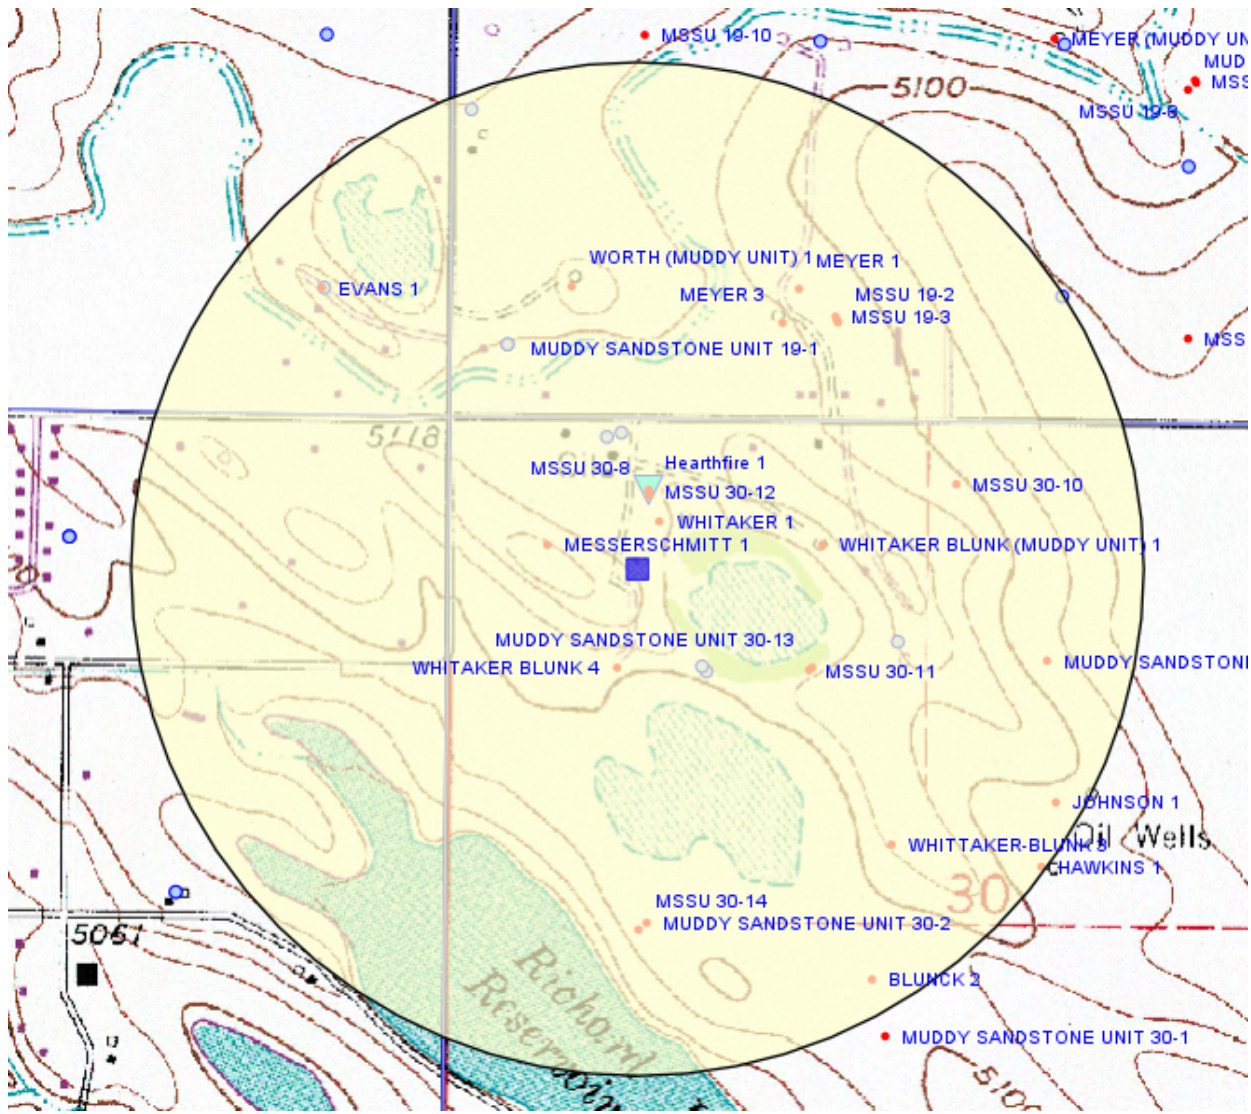 MSSU 19-10
MEYER (MUDDY UN
MUD
MSS
5100
MSSU 19-8
WORTH (MUDDY UNIT) 1
MEYER 1
EVANS 1
MEYER 3
MSSU 19-2
MSSU 19-3
MSS
MUDDY SANDSTONE UNIT 19-1
5118
MSSU 30-8
Hearthfire 1
MSSU 30-12
MSSU 30-10
WHITAKER 1
MESSERSCHMITT 1
WHITAKER BLUNK (MUDDY UNIT) 1
MUDDY SANDSTONE UNIT 30-13
WHITAKER BLUNK 4
MSSU 30-11
MUDDY SANDSTON
JOHNSON 1
Oil Wells
WHITTAKER-BLUNK 3
HAWKINS 1
30
MSSU 30-14
MUDDY SANDSTONE UNIT 30-2
5061
Richard
BLUNCK 2
MUDDY SANDSTONE UNIT 30-1
5100